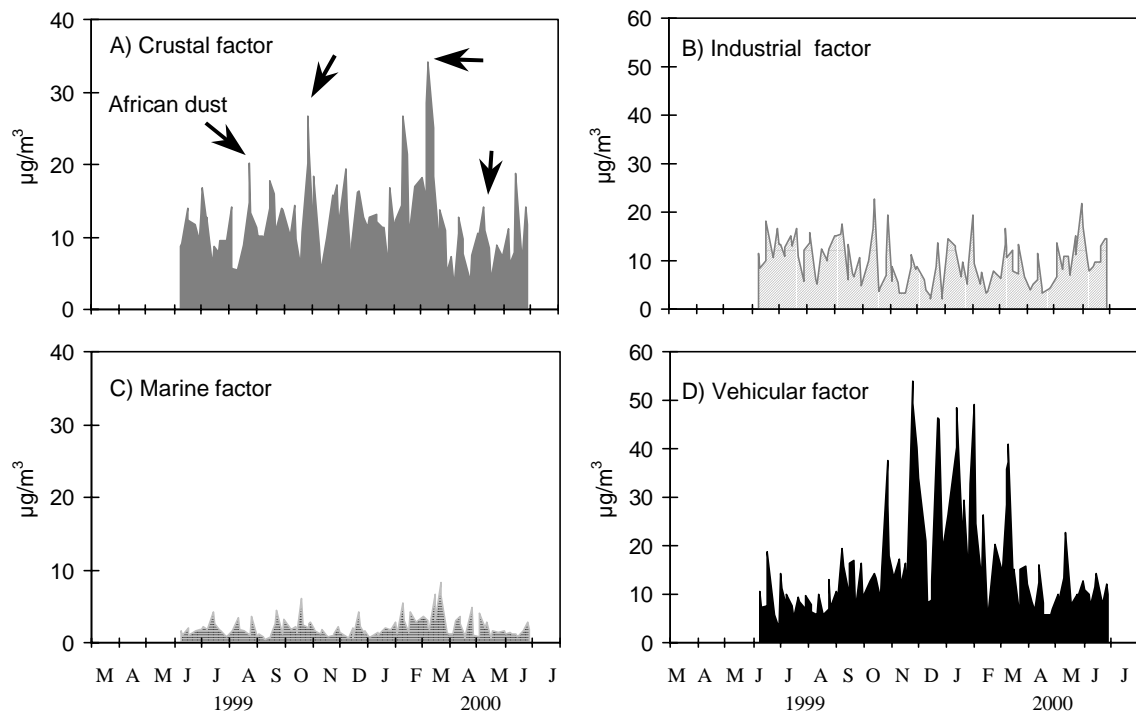 40
30
20
10
0
µg/m³
A) Crustal factor
African dust
60
50
40
30
20
10
0
µg/m³
B) Industrial factor
40
30
20
10
0
µg/m³
C) Marine factor
M A M J J A S O N D J F M A M J J
1999 2000
60
50
40
30
20
10
0
µg/m³
D) Vehicular factor
M A M J J A S O N D J F M A M J J
1999 2000